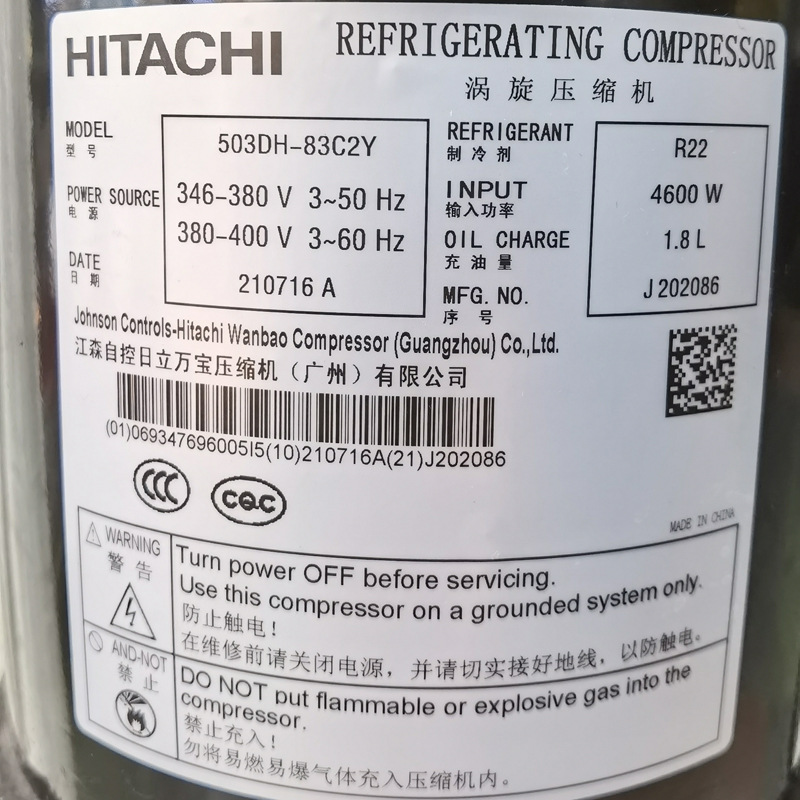 HITACHI REFRIGERATING COMPRESSOR
涡旋压缩机
MODEL 503DH-83C2Y
型号
POWER SOURCE 346-380 V 3~50 Hz
电源 380-400 V 3~60 Hz
DATE 210716 A
日期
REFRIGERANT R22
制冷剂
INPUT 4600 W
输入功率
OIL CHARGE 1.8 L
充油量
MFG. NO. J 202086
序号
Johnson Controls-Hitachi Wanbao Compressor (Guangzhou) Co.,Ltd.
江森自控日立万宝压缩机（广州）有限公司
(01)06934769600515(10)210716A(21)J202086
CCC
CQC
MADE IN CHINA
WARNING
警告
Turn power OFF before servicing.
Use this compressor on a grounded system only.
防止触电！
在维修前请关闭电源，并请切实接好地线，以防触电。
AND-NOT
禁止
DO NOT put flammable or explosive gas into the
compressor.
禁止充入！
勿将易燃易爆气体充入压缩机内。